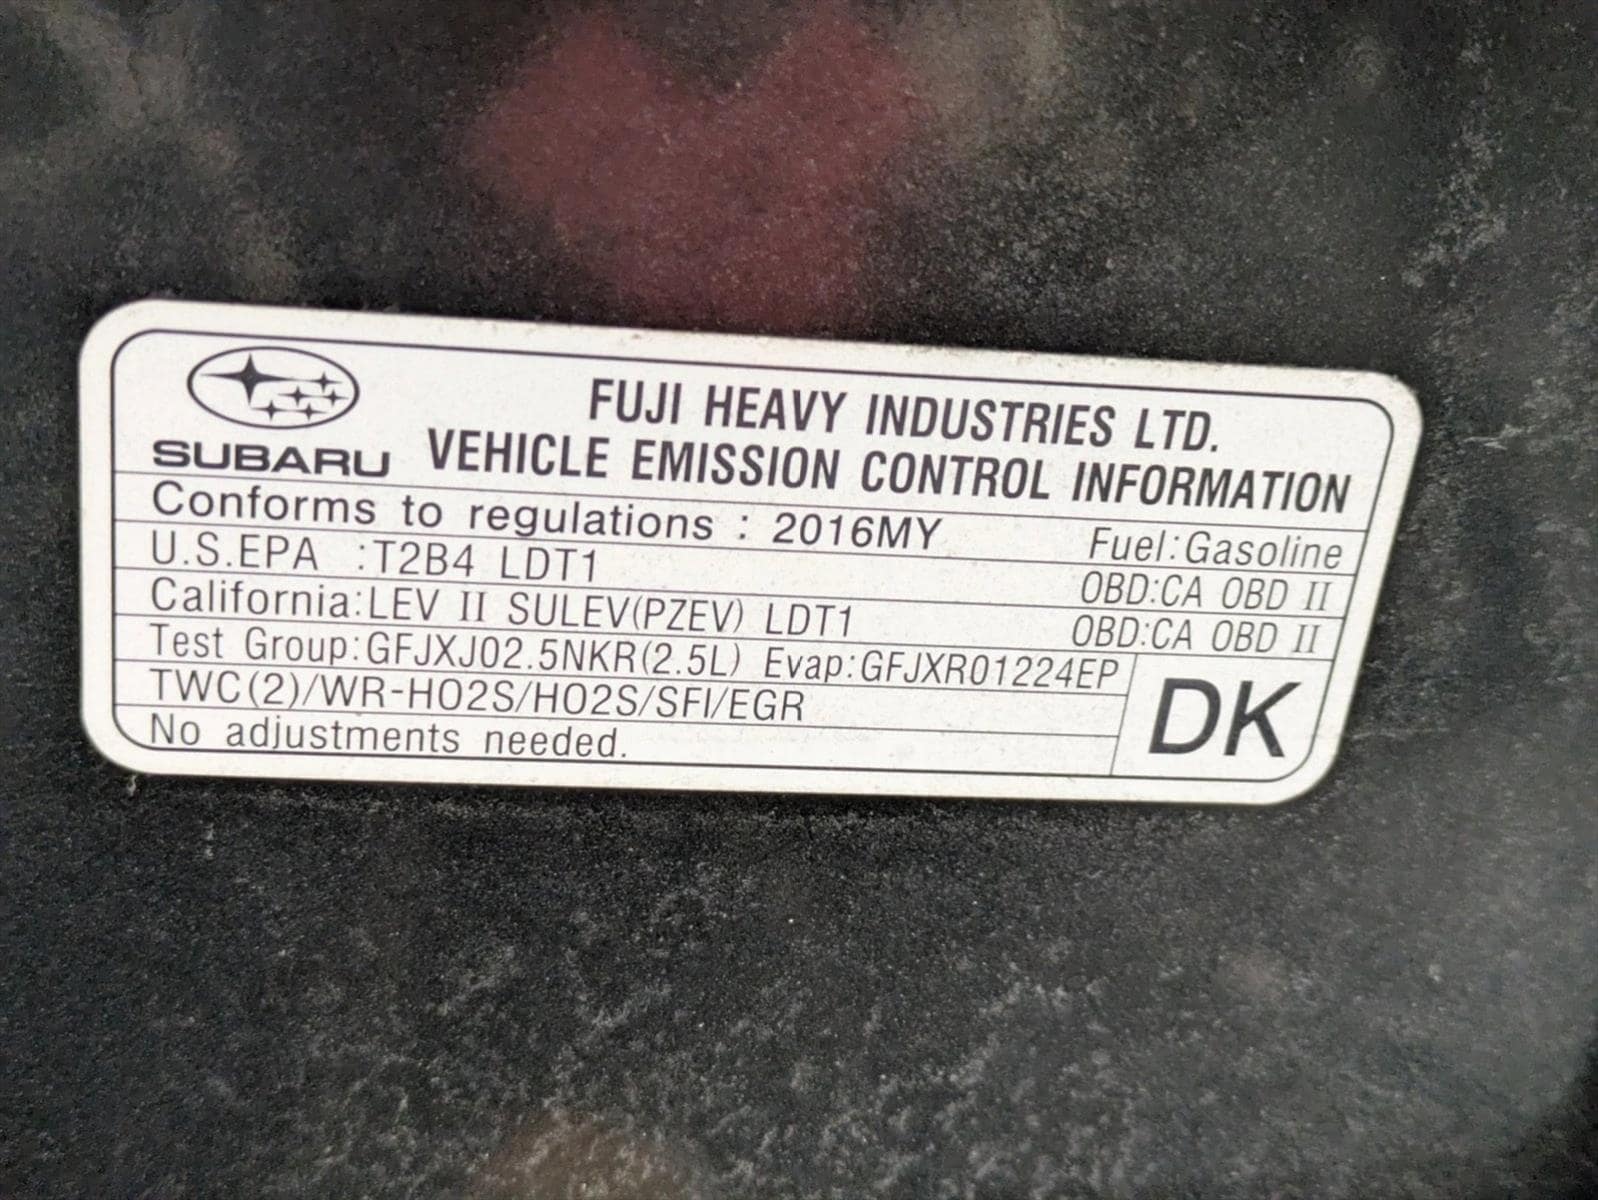 FUJI HEAVY INDUSTRIES LTD.
SUBARU VEHICLE EMISSION CONTROL INFORMATION
Conforms to regulations : 2016MY Fuel:Gasoline
U.S.EPA :T2B4 LDT1 OBD:CA OBD II
California:LEV II SULEV(PZEV) LDT1 OBD:CA OBD II
Test Group:GFJXJ02.5NKR(2.5L) Evap:GFJXR01224EP
TWC(2)/WR-HO2S/HO2S/SFI/EGR DK
No adjustments needed.